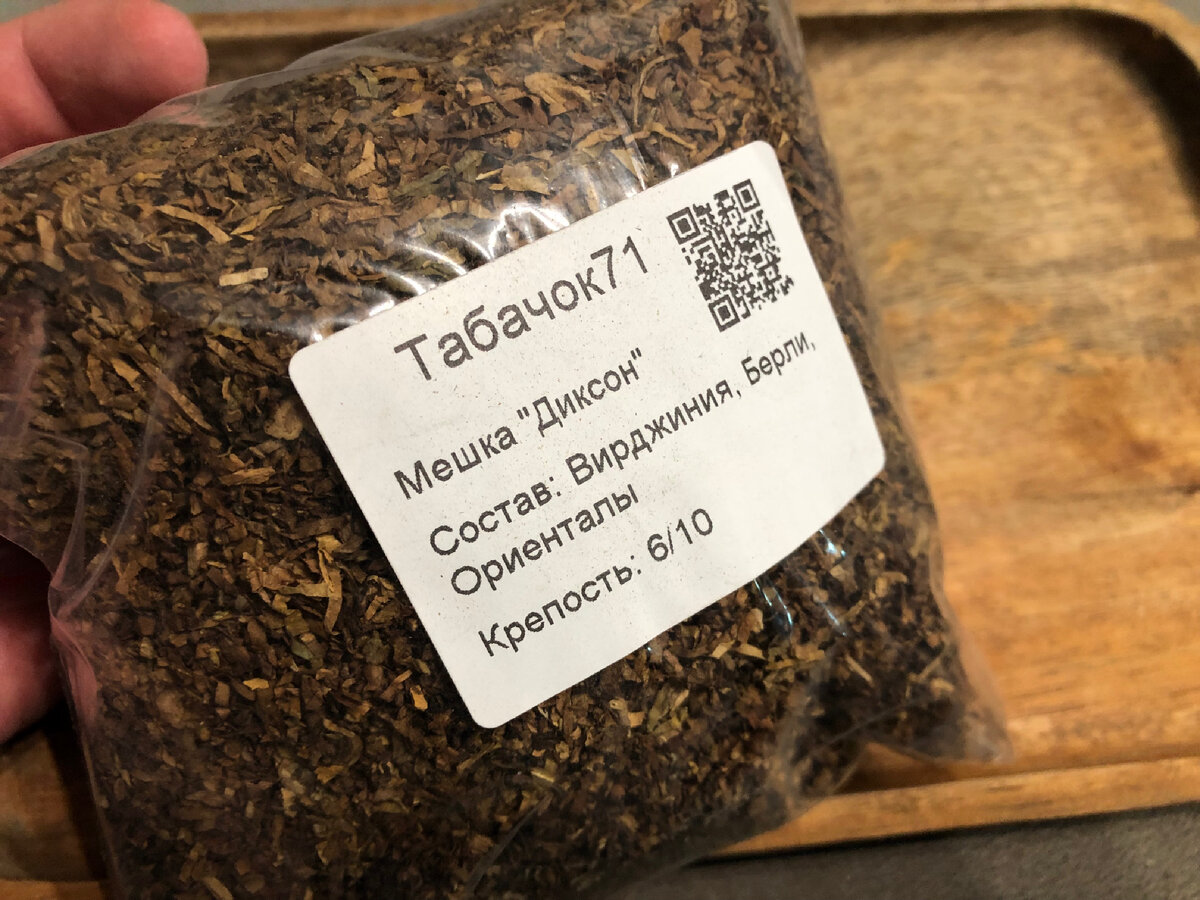 Табачок71
Мешка "Диксон"
Состав: Вирджиния, Берли,
Ориенталы
Крепость: 6/10